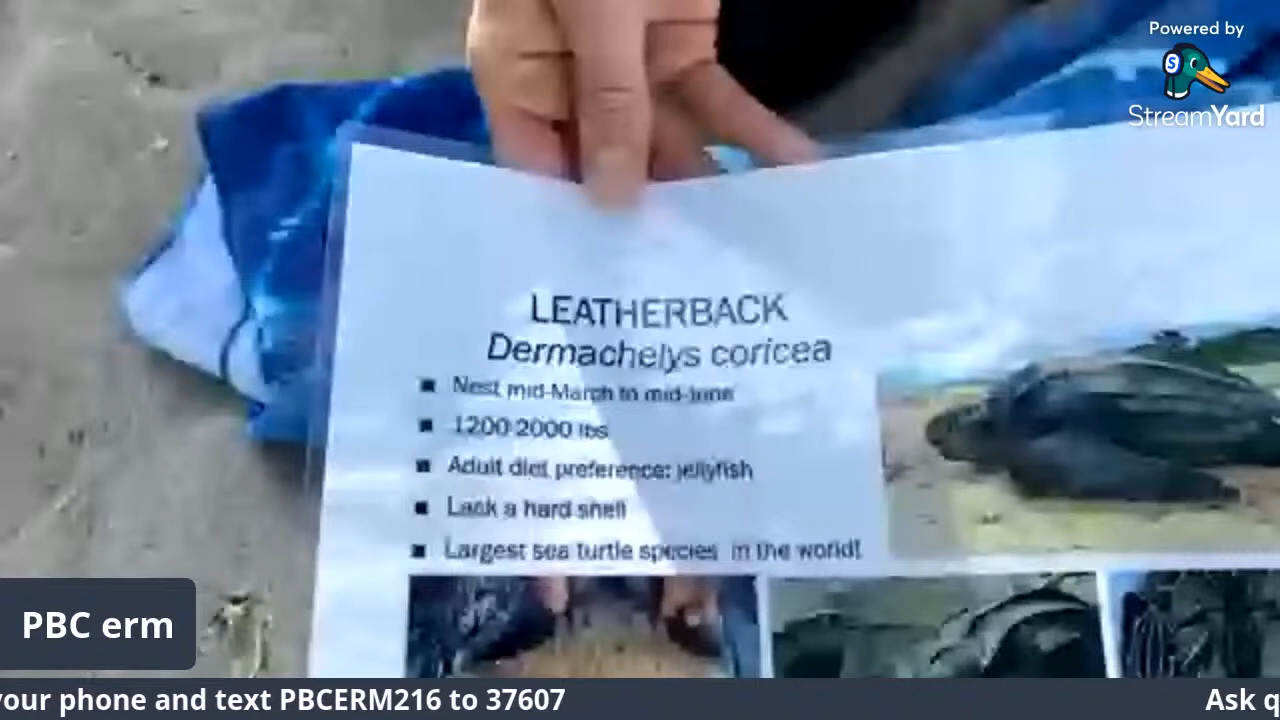 Powered by
StreamYard
LEATHERBACK
Dermachelys coricea
Nest mid-March to mid-June
1200-2000 lbs
Adult diet preference: jellyfish
Lack a hard shell
Largest sea turtle species in the world!
PBC erm
your phone and text PBCERM216 to 37607
Ask q